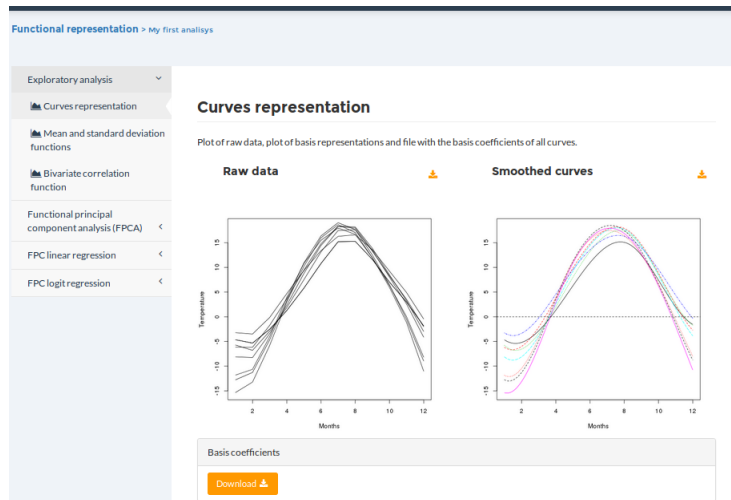 Functional representation > My first analisys
Exploratory analysis
Curves representation
Mean and standard deviation
functions
Bivariate correlation
function
Functional principal
component analysis (FPCA)
FPC linear regression
FPC logit regression
Curves representation
Plot of raw data, plot of basis representations and file with the basis coefficients of all curves.
Raw data
Temperature
15
10
5
0
-5
-10
-15
2 4 6 8 10 12
Months
Smoothed curves
Temperature
15
10
5
0
-5
-10
-15
2 4 6 8 10 12
Months
Basis coefficients
Download